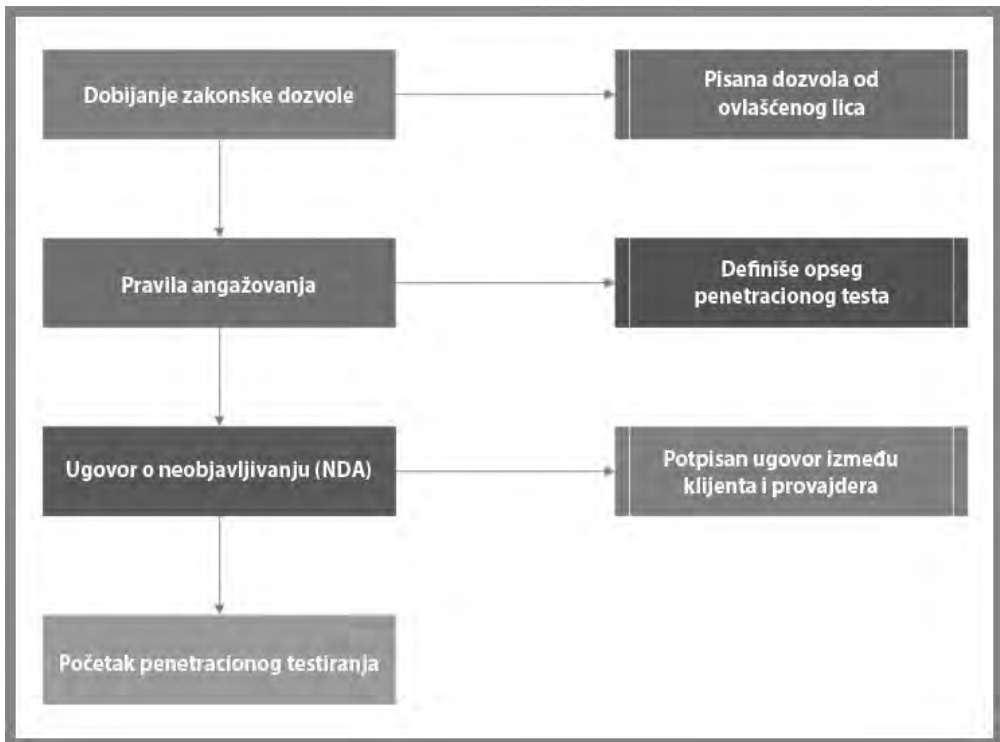 Dobijanje zakonske dozvole
Pisana dozvola od
ovlašćenog lica
Pravila angažovanja
Definiše opseg
penetracionog testa
Ugovor o neobjavljivanju (NDA)
Potpisan ugovor između
klijenta i provajdera
Početak penetracionog testiranja